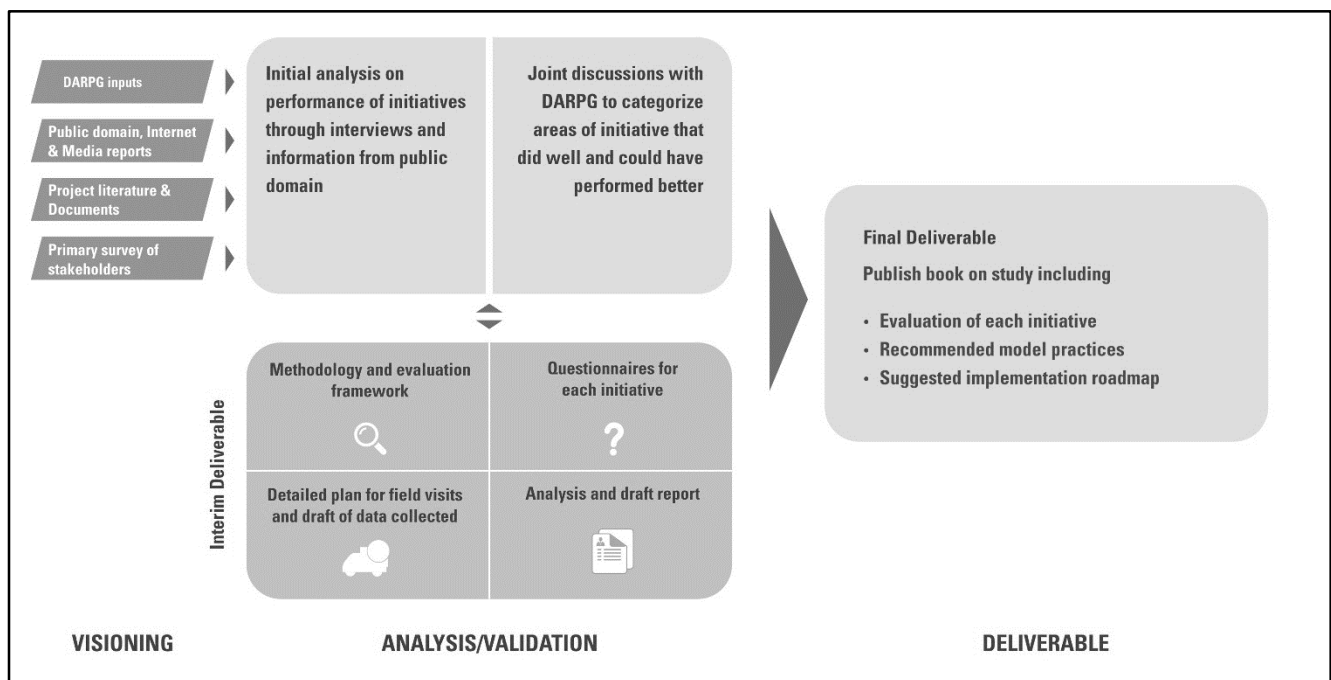 DARPG inputs
Public domain, Internet
& Media reports
Project literature &
Documents
Primary survey of
stakeholders
Initial analysis on
performance of initiatives
through interviews and
information from public
domain
Joint discussions with
DARPG to categorize
areas of initiative that
did well and could have
performed better
Interim Deliverable
Methodology and evaluation
framework
Questionnaires for
each initiative
?
Detailed plan for field visits
and draft of data collected
Analysis and draft report
Final Deliverable
Publish book on study including
• Evaluation of each initiative
• Recommended model practices
• Suggested implementation roadmap
VISIONING
ANALYSIS/VALIDATION
DELIVERABLE